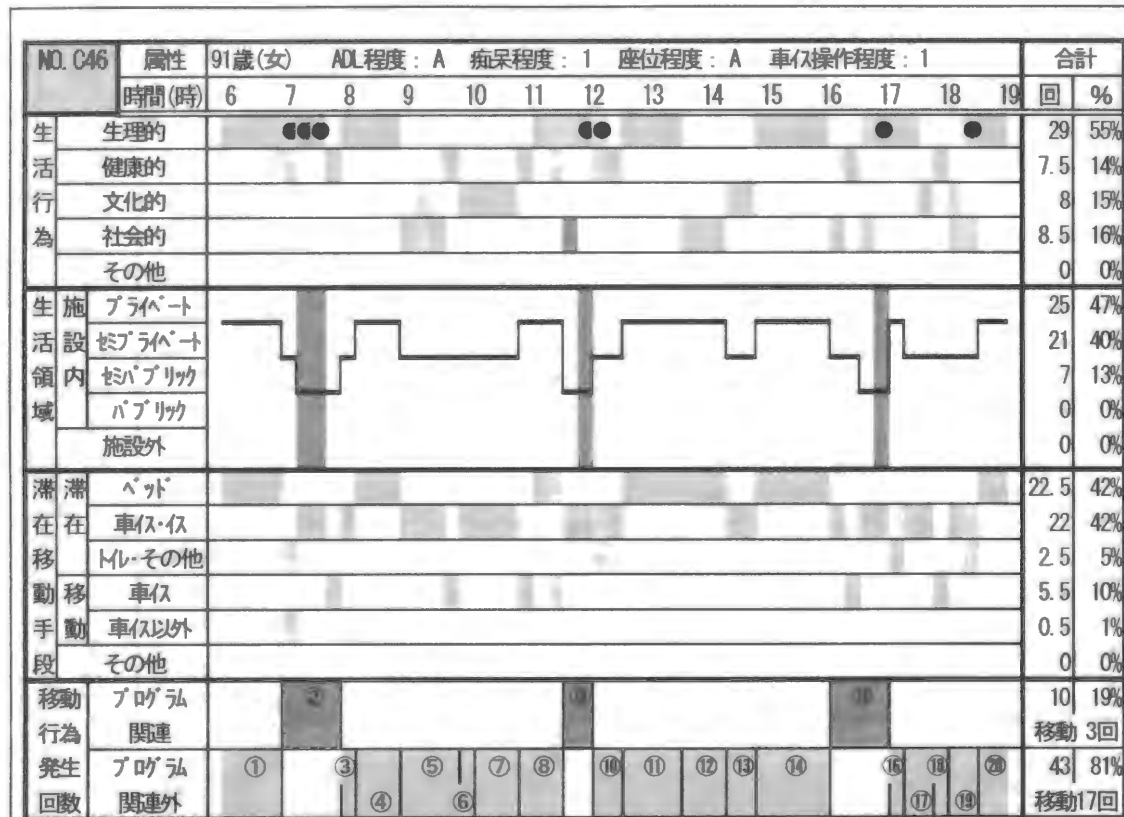 NO. C46 属性 91歳(女) ADL程度: A 痴呆程度: 1 座位程度: A 車イス操作程度: 1 合計
時間(時) 6 7 8 9 10 11 12 13 14 15 16 17 18 19 回 %
生活行為
生理的 29 55%
健康的 7.5 14%
文化的 8 15%
社会的 8.5 16%
その他 0 0%
生活領域
施設内
プライベート 25 47%
セミプライベート 21 40%
セミパブリック 7 13%
パブリック 0 0%
施設外 0 0%
滞在移動手段
滞在
ベッド 22.5 42%
車イス・イス 22 42%
トイレ・その他 2.5 5%
移動
車イス 5.5 10%
車イス以外 0.5 1%
その他 0 0%
移動行為発生回数
プログラム ② 10 19%
関連 移動 3回
プログラム ① ③ ⑤ ⑦ ⑧ ⑩ ⑪ ⑫ ⑬ ⑭ ⑯ ⑱ ⑳ 43 81%
関連外 ④ ⑥ ⑰ ⑲ 移動17回